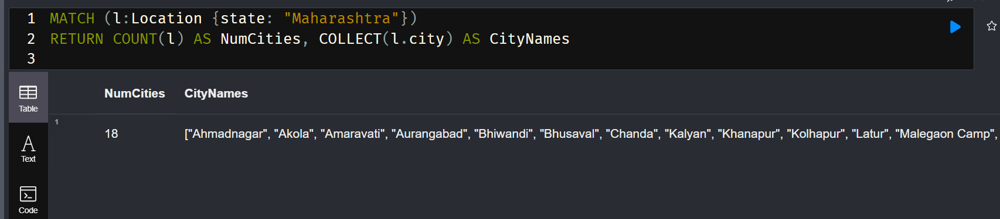 1 MATCH (l:Location {state: "Maharashtra"})
2 RETURN COUNT(l) AS NumCities, COLLECT(l.city) AS CityNames
3
Table
NumCities CityNames
1
18 ["Ahmadnagar", "Akola", "Amaravati", "Aurangabad", "Bhiwandi", "Bhusaval", "Chanda", "Kalyan", "Khanapur", "Kolhapur", "Latur", "Malegaon Camp",
Text
Code